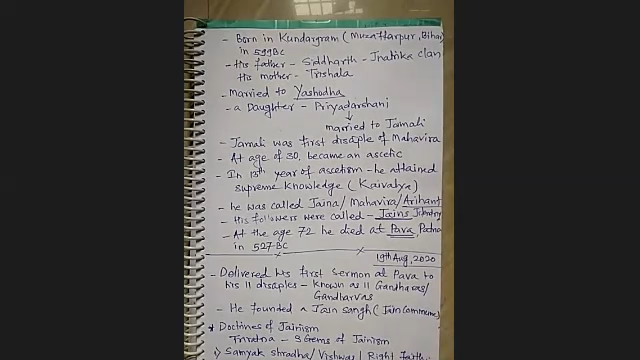 - Born in Kundargram (Muzaffarpur, Bihar)
in 599BC
- His father - Siddharth - Jnatrika clan
His mother - Trishala
- Married to Yashodha
- a Daughter - Priyadarshani
↓
married to Jamali
- Jamali was first disciple of Mahavira
- At age of 30, became an ascetic
- In 13th year of ascetism - he attained
supreme Knowledge (Kaivalya)
- he was called Jaina/ Mahavira/Arihant
- His followers were called - Jains
- At the age 72 he died at Pava, Patna
in 527BC
19th Aug, 2020
- Delivered his first Sermon at Pava to
his 11 disciples - Known as 11 Gandharas/
Gandharvas
- He founded a Jain Sangh (Jain Commune)
* Doctines of Jainism
Triratna - 3 Gems of Jainism
Samyak Shradha/ Vishwas/ Right faith